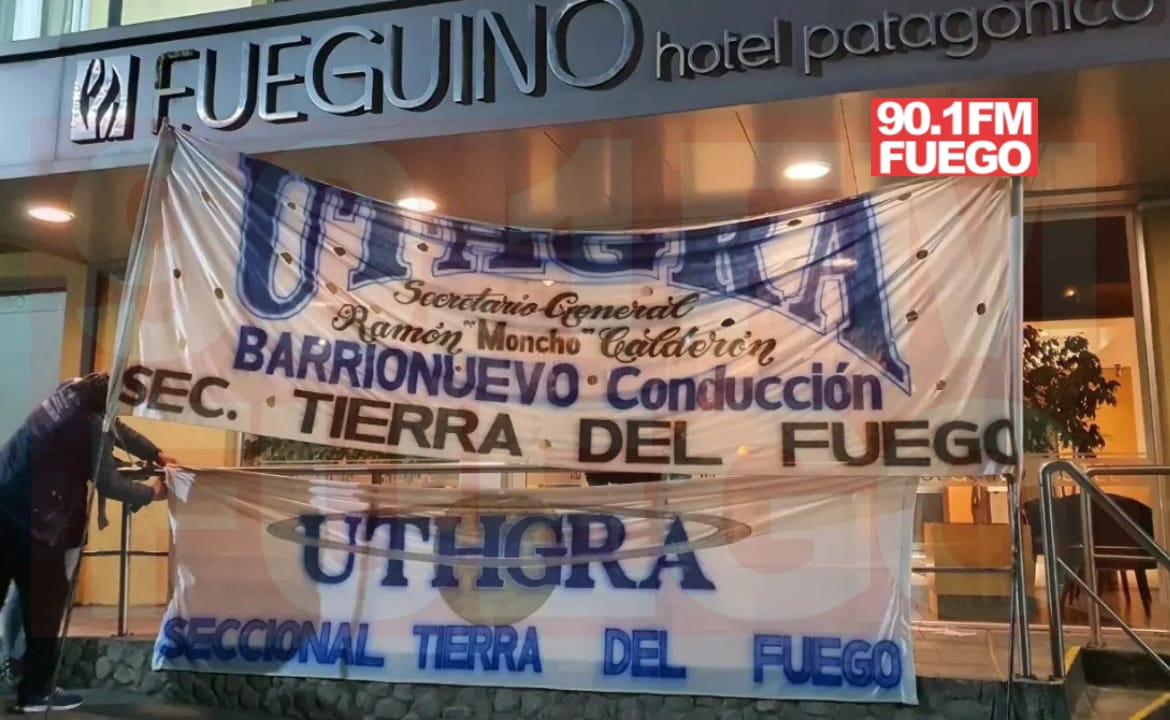 FUEGUINO hotel patagónico
90.1FM
FUEGO
UTHGRA
Secretario General
Ramón "Moncho" Calderón
BARRIONUEVO Conducción
SEC. TIERRA DEL FUEGO
UTHGRA
SECCIONAL TIERRA DEL FUEGO